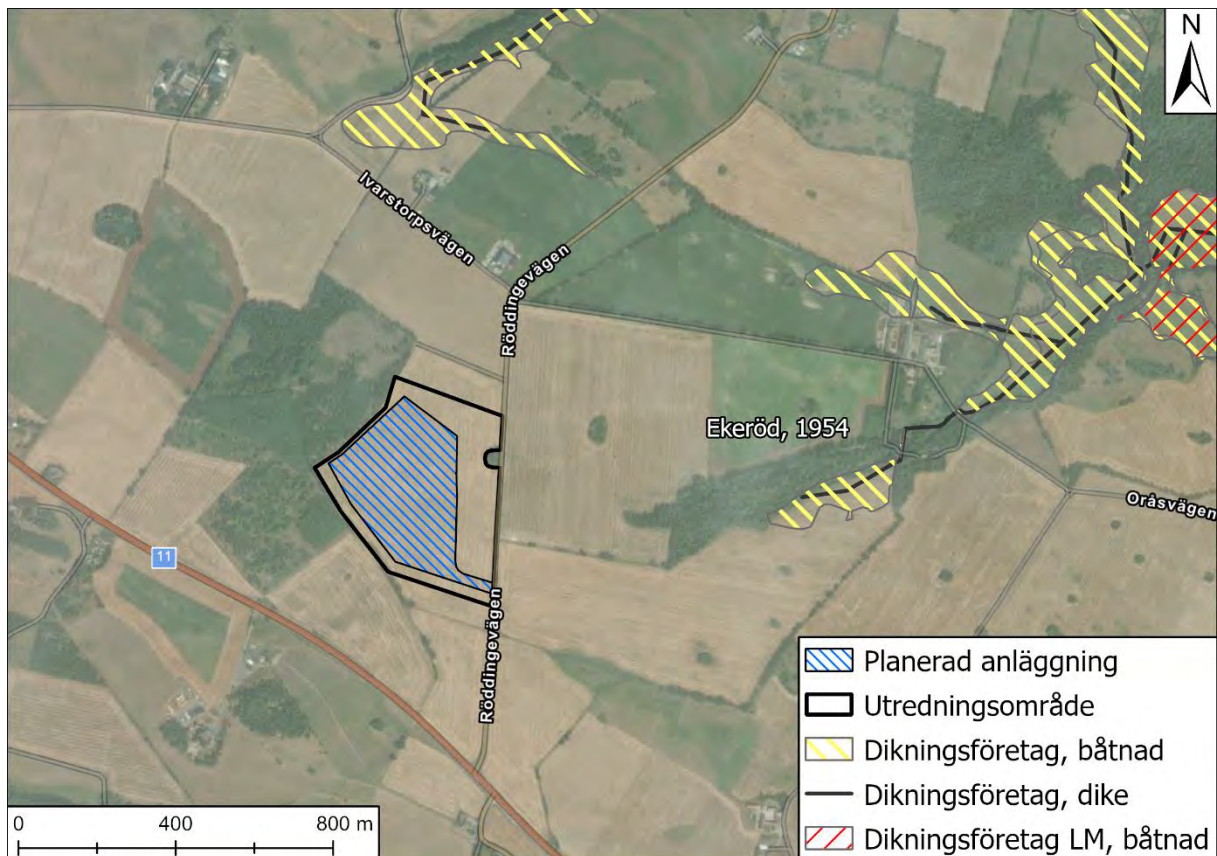 N
Ivarstorpsvägen
Röddingevägen
Ekeröd, 1954
Oråsvägen
11
Röddingevägen
Planerad anläggning
Utredningsområde
Dikningsföretag, båtnad
Dikningsföretag, dike
Dikningsföretag LM, båtnad
0 400 800 m